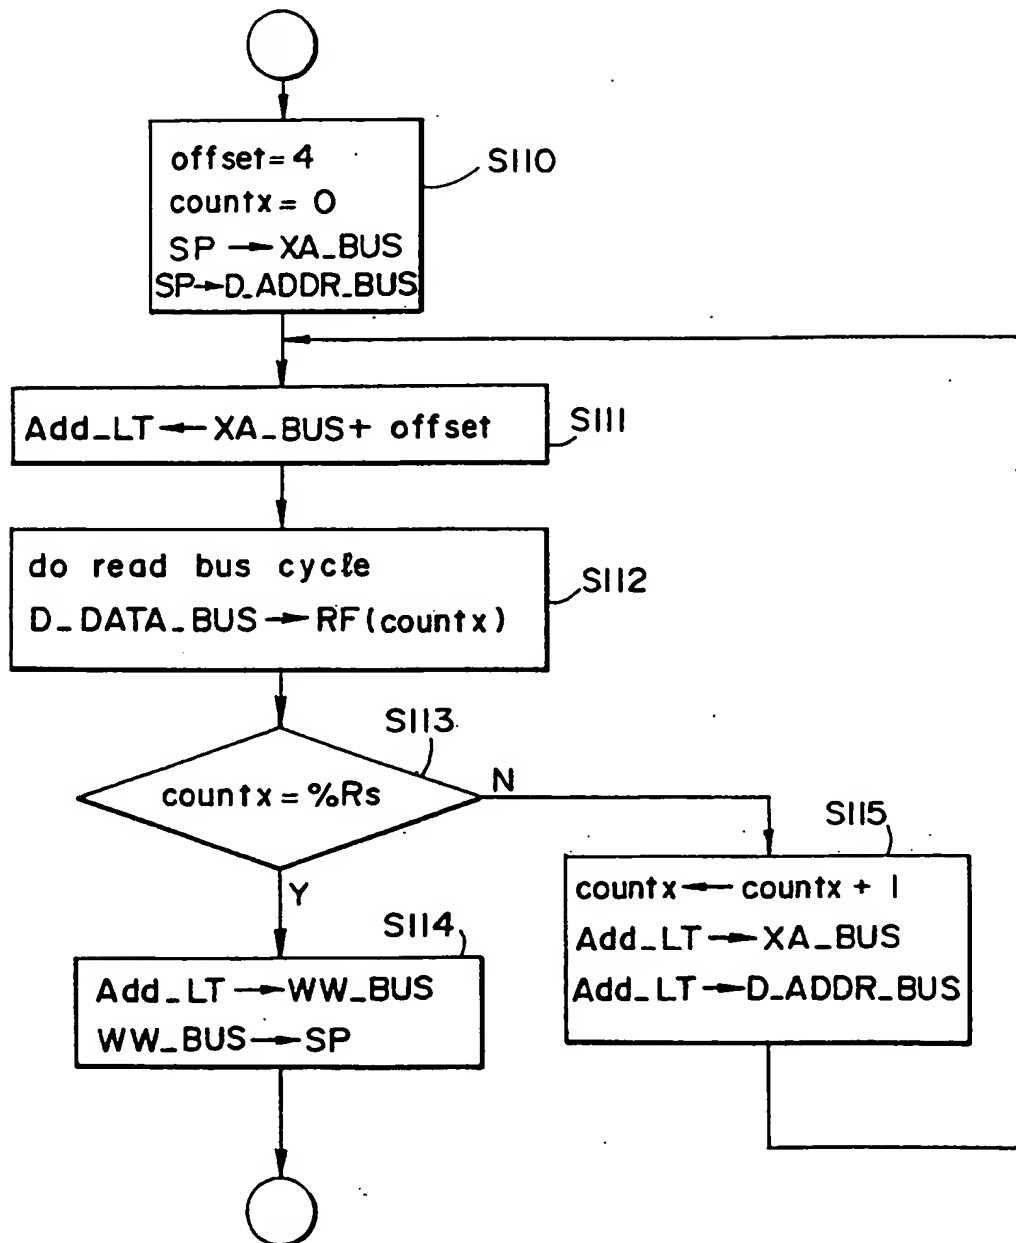 offset=4
countx= 0
SP → XA_BUS
SP→D_ADDR_BUS
S110
Add_LT ← XA_BUS+ offset
S111
do read bus cycle
D_DATA_BUS → RF(countx)
S112
S113
countx = %Rs
N
Y
S115
countx ← countx + 1
Add_LT → XA_BUS
Add_LT → D_ADDR_BUS
S114
Add_LT → WW_BUS
WW_BUS → SP